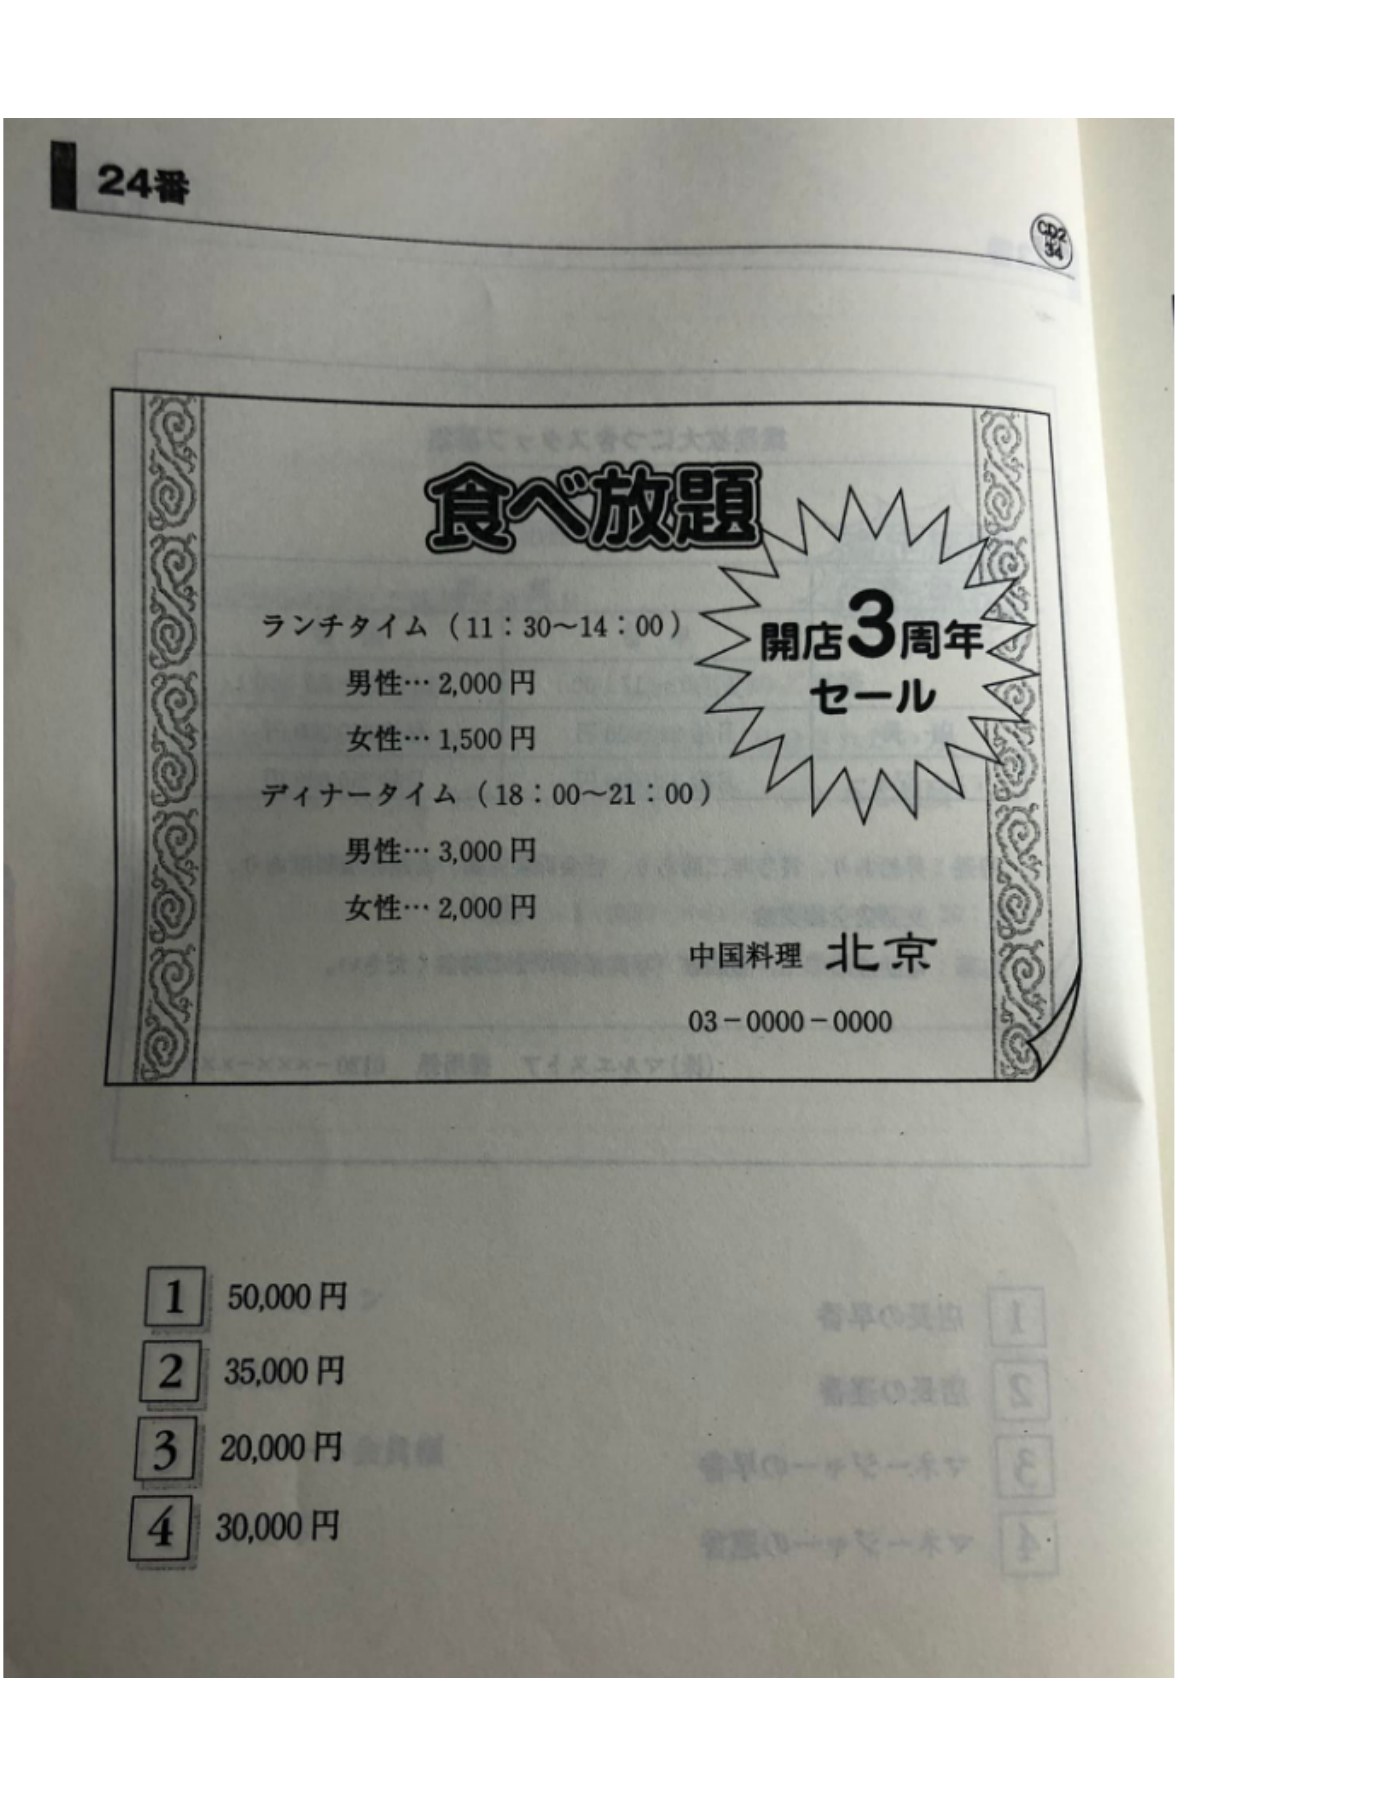 24番
CD2
34
食べ放題
開店3周年
セール
ランチタイム（11：30〜14：00）
男性… 2,000 円
女性… 1,500 円
ディナータイム（18：00〜21：00）
男性… 3,000 円
女性… 2,000 円
中国料理 北京
03－0000－0000
1 50,000 円
2 35,000 円
3 20,000 円
4 30,000 円